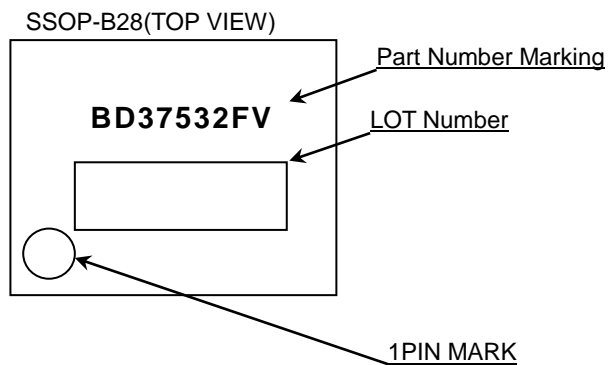 SSOP-B28(TOP VIEW)
Part Number Marking
BD37532FV
LOT Number
1PIN MARK